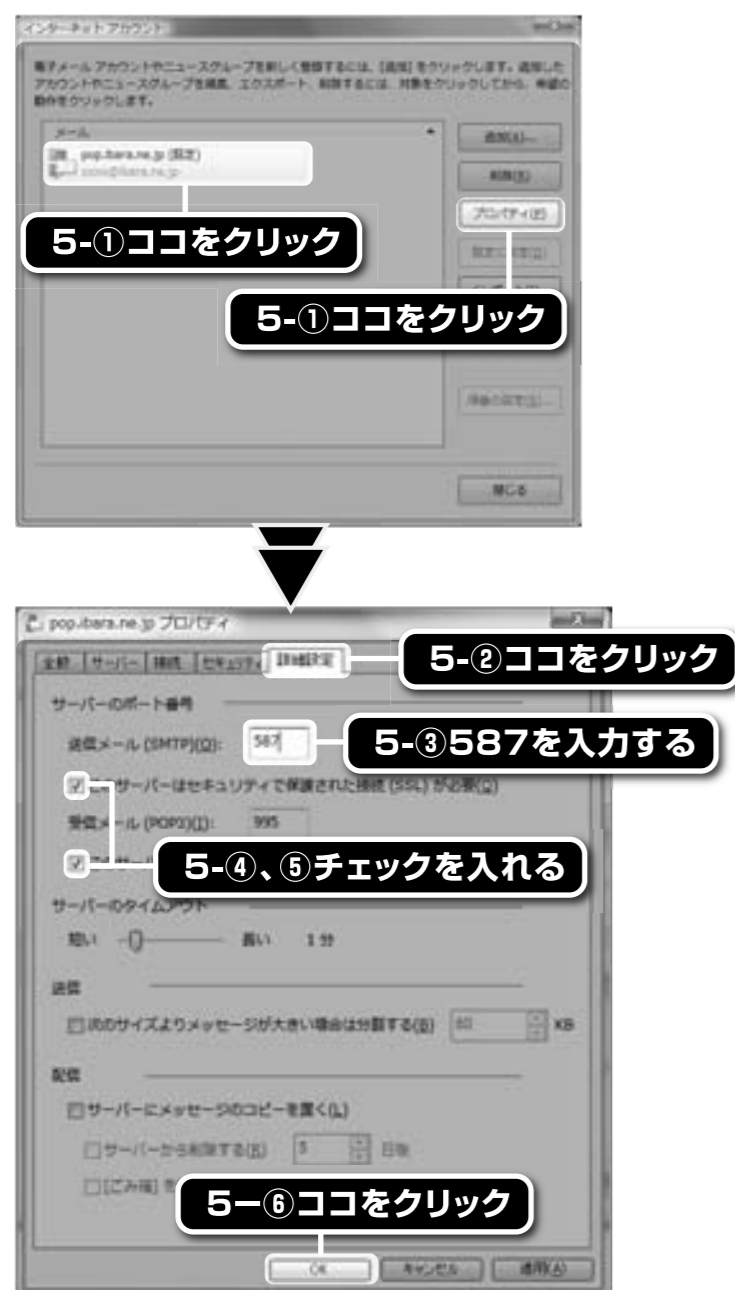 インターネット アカウント
電子メール アカウントやニュースグループを新しく登録するには、[追加] をクリックします。追加した
アカウントやニュースグループを編集、エクスポート、削除するには、対象をクリックしてから、希望の
動作をクリックします。
メール
追加(A)...
pop.ibara.ne.jp (既定)
削除(R)
プロパティ(P)
5-①ココをクリック
5-①ココをクリック
順番の設定(S)...
閉じる
pop.ibara.ne.jp プロパティ
全般
サーバー
接続
セキュリティ
詳細設定
5-②ココをクリック
サーバーのポート番号
送信メール (SMTP)(O):
587
5-③587を入力する
サーバーはセキュリティで保護された接続 (SSL) が必要(Q)
受信メール (POP3)(I):
995
5-④、⑤チェックを入れる
サーバーのタイムアウト
短い
長い
1 分
送信
次のサイズよりメッセージが大きい場合は分割する(B)
60
KB
配信
サーバーにメッセージのコピーを置く(L)
サーバーから削除する(R)
5
日後
[ごみ箱] を
5ー⑥ココをクリック
OK
キャンセル
適用(A)